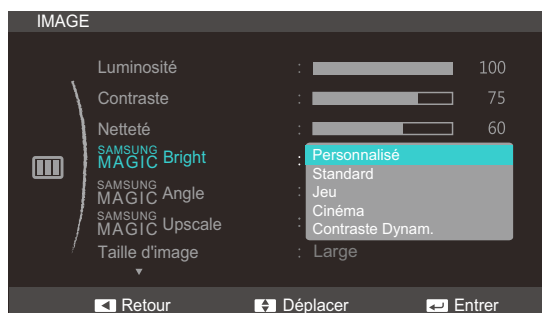 IMAGE
Luminosité : 100
Contraste : 75
Netteté : 60
SAMSUNG MAGIC Bright : Personnalisé
Standard
SAMSUNG MAGIC Angle : Jeu
Cinéma
SAMSUNG MAGIC Upscale : Contraste Dynam.
Taille d'image : Large
Retour Déplacer Entrer